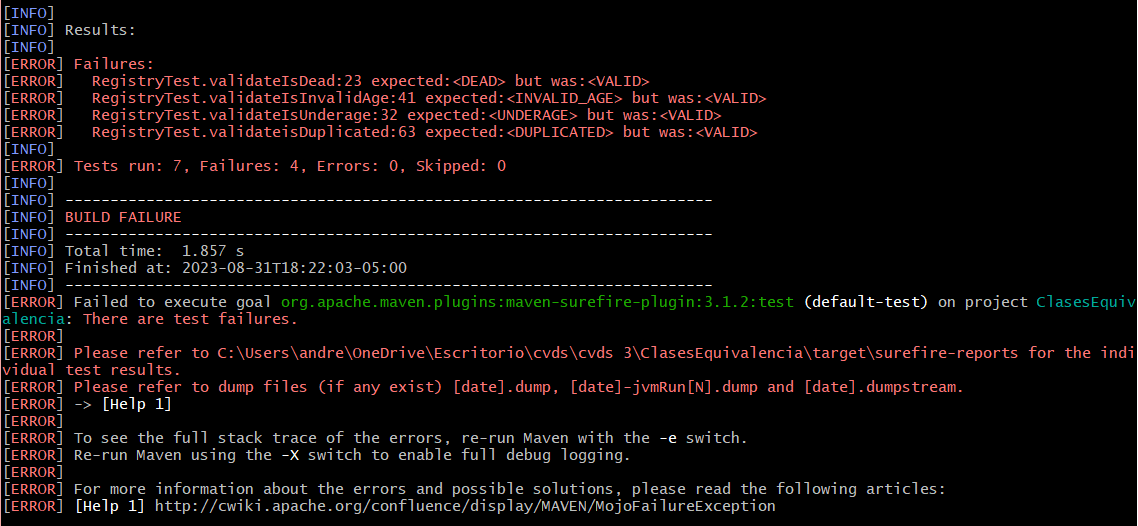 [INFO]
[INFO] Results:
[INFO]
[ERROR] Failures:
[ERROR]   RegistryTest.validateIsDead:23 expected:<DEAD> but was:<VALID>
[ERROR]   RegistryTest.validateIsInvalidAge:41 expected:<INVALID_AGE> but was:<VALID>
[ERROR]   RegistryTest.validateIsUnderage:32 expected:<UNDERAGE> but was:<VALID>
[ERROR]   RegistryTest.validateisDuplicated:63 expected:<DUPLICATED> but was:<VALID>
[INFO]
[ERROR] Tests run: 7, Failures: 4, Errors: 0, Skipped: 0
[INFO]
[INFO] ------------------------------------------------------------------------
[INFO] BUILD FAILURE
[INFO] ------------------------------------------------------------------------
[INFO] Total time:  1.857 s
[INFO] Finished at: 2023-08-31T18:22:03-05:00
[INFO] ------------------------------------------------------------------------
[ERROR] Failed to execute goal org.apache.maven.plugins:maven-surefire-plugin:3.1.2:test (default-test) on project ClasesEquiv
alencia: There are test failures.
[ERROR]
[ERROR] Please refer to C:\Users\andre\OneDrive\Escritorio\cvds\cvds 3\ClasesEquivalencia\target\surefire-reports for the indi
vidual test results.
[ERROR] Please refer to dump files (if any exist) [date].dump, [date]-jvmRun[N].dump and [date].dumpstream.
[ERROR] -> [Help 1]
[ERROR]
[ERROR] To see the full stack trace of the errors, re-run Maven with the -e switch.
[ERROR] Re-run Maven using the -X switch to enable full debug logging.
[ERROR]
[ERROR] For more information about the errors and possible solutions, please read the following articles:
[ERROR] [Help 1] http://cwiki.apache.org/confluence/display/MAVEN/MojoFailureException